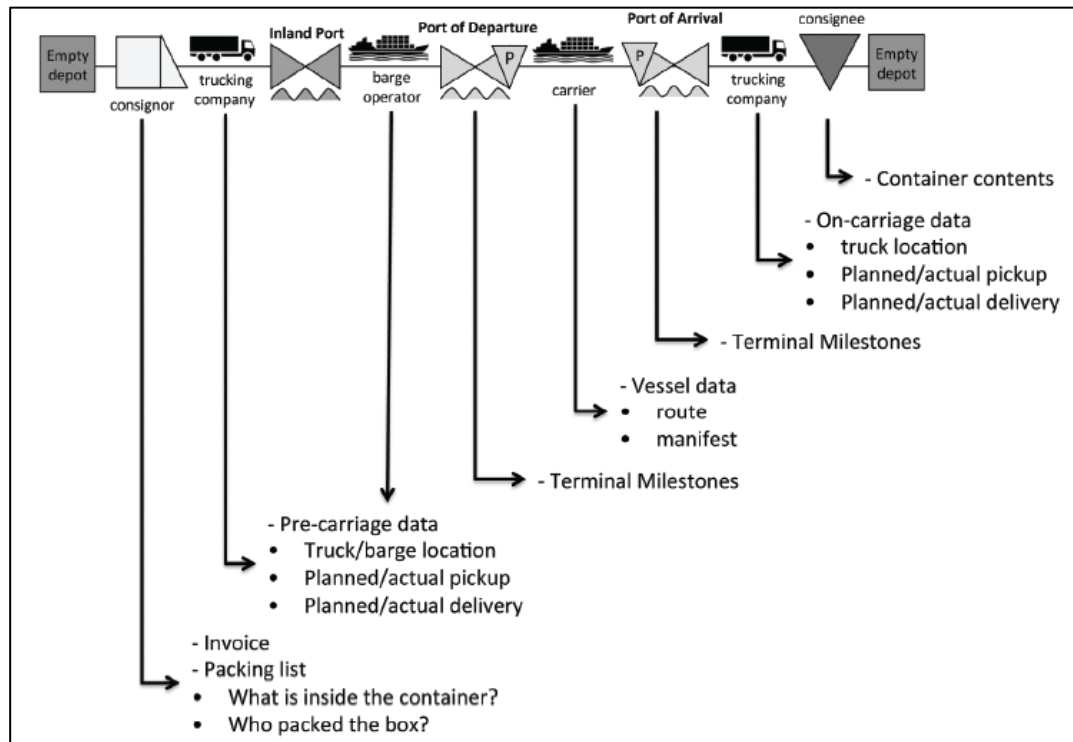 Empty
depot
consignor
trucking
company
Inland Port
barge
operator
Port of Departure
P
carrier
Port of Arrival
P
trucking
company
consignee
Empty
depot
- Container contents
- On-carriage data
• truck location
• Planned/actual pickup
• Planned/actual delivery
- Terminal Milestones
- Vessel data
• route
• manifest
- Terminal Milestones
- Pre-carriage data
• Truck/barge location
• Planned/actual pickup
• Planned/actual delivery
- Invoice
- Packing list
• What is inside the container?
• Who packed the box?